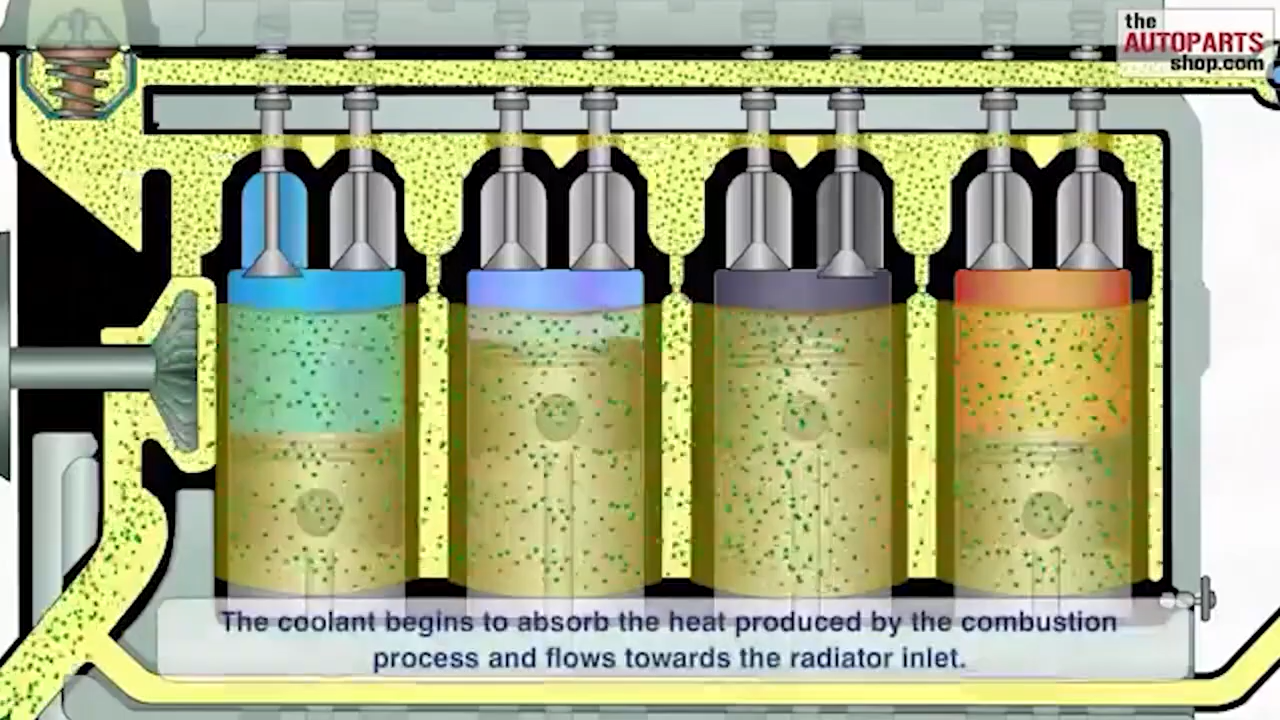 the
AUTOPARTS
shop.com
The coolant begins to absorb the heat produced by the combustion
process and flows towards the radiator inlet.